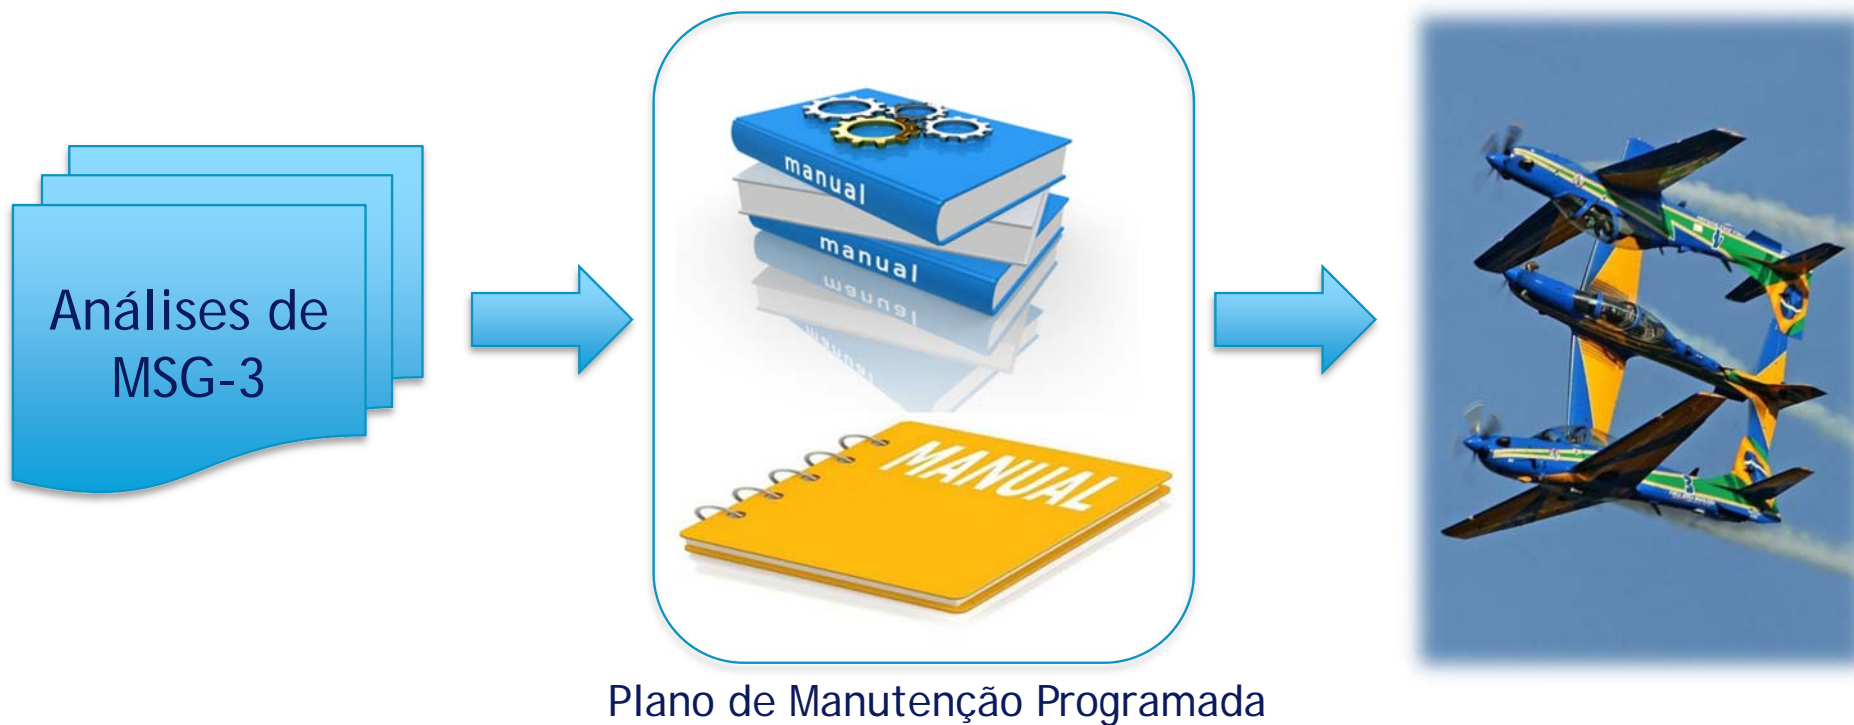 Análises de
MSG-3
manual
manual
MANUAL
Plano de Manutenção Programada